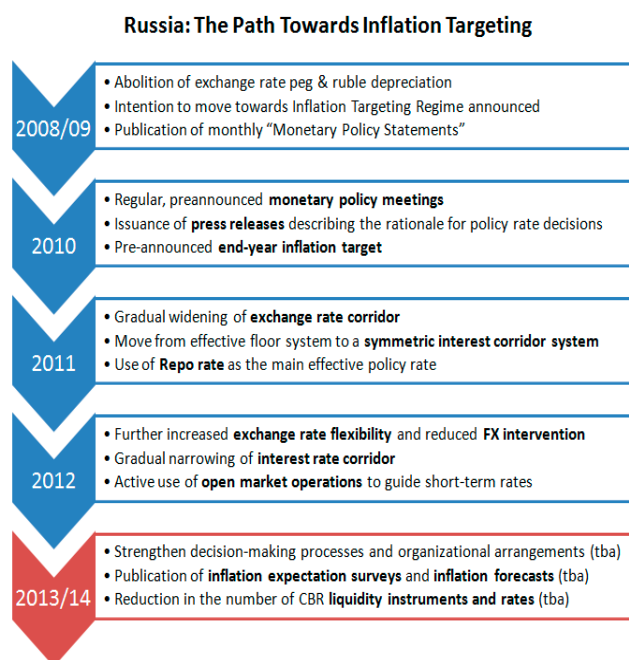 Russia: The Path Towards Inflation Targeting
2008/09
• Abolition of exchange rate peg & ruble depreciation
• Intention to move towards Inflation Targeting Regime announced
• Publication of monthly “Monetary Policy Statements”
2010
• Regular, preannounced monetary policy meetings
• Issuance of press releases describing the rationale for policy rate decisions
• Pre-announced end-year inflation target
2011
• Gradual widening of exchange rate corridor
• Move from effective floor system to a symmetric interest corridor system
• Use of Repo rate as the main effective policy rate
2012
• Further increased exchange rate flexibility and reduced FX intervention
• Gradual narrowing of interest rate corridor
• Active use of open market operations to guide short-term rates
2013/14
• Strengthen decision-making processes and organizational arrangements (tba)
• Publication of inflation expectation surveys and inflation forecasts (tba)
• Reduction in the number of CBR liquidity instruments and rates (tba)